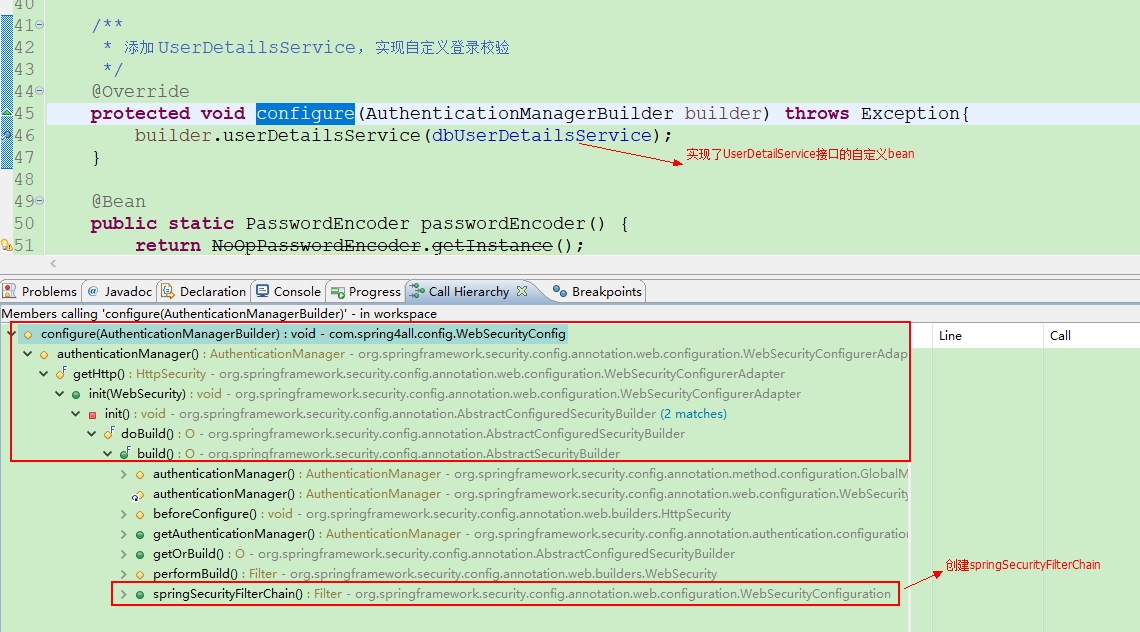 40
41 /**
42 * 添加 UserDetailsService, 实现自定义登录校验
43 */
44 @Override
45 protected void configure(AuthenticationManagerBuilder builder) throws Exception{
46 builder.userDetailsService(dbUserDetailsService);
47 }
实现了UserDetailService接口的自定义bean
48
49 @Bean
50 public static PasswordEncoder passwordEncoder() {
51 return NoOpPasswordEncoder.getInstance();
Problems @ Javadoc Declaration Console Progress Call Hierarchy Breakpoints
Members calling 'configure(AuthenticationManagerBuilder)' - in workspace
Line Call
configure(AuthenticationManagerBuilder) : void - com.spring4all.config.WebSecurityConfig
authenticationManager() : AuthenticationManager - org.springframework.security.config.annotation.web.configuration.WebSecurityConfigurerAdap
getHttp() : HttpSecurity - org.springframework.security.config.annotation.web.configuration.WebSecurityConfigurerAdapter
init(WebSecurity) : void - org.springframework.security.config.annotation.web.configuration.WebSecurityConfigurerAdapter
init() : void - org.springframework.security.config.annotation.AbstractConfiguredSecurityBuilder (2 matches)
doBuild() : O - org.springframework.security.config.annotation.AbstractConfiguredSecurityBuilder
build() : O - org.springframework.security.config.annotation.AbstractSecurityBuilder
authenticationManager() : AuthenticationManager - org.springframework.security.config.annotation.method.configuration.GlobalM
authenticationManager() : AuthenticationManager - org.springframework.security.config.annotation.web.configuration.WebSecurity
beforeConfigure() : void - org.springframework.security.config.annotation.web.builders.HttpSecurity
getAuthenticationManager() : AuthenticationManager - org.springframework.security.config.annotation.authentication.configuration
getOrBuild() : O - org.springframework.security.config.annotation.AbstractConfiguredSecurityBuilder
performBuild() : Filter - org.springframework.security.config.annotation.web.builders.WebSecurity
springSecurityFilterChain() : Filter - org.springframework.security.config.annotation.web.configuration.WebSecurityConfiguration
创建springSecurityFilterChain